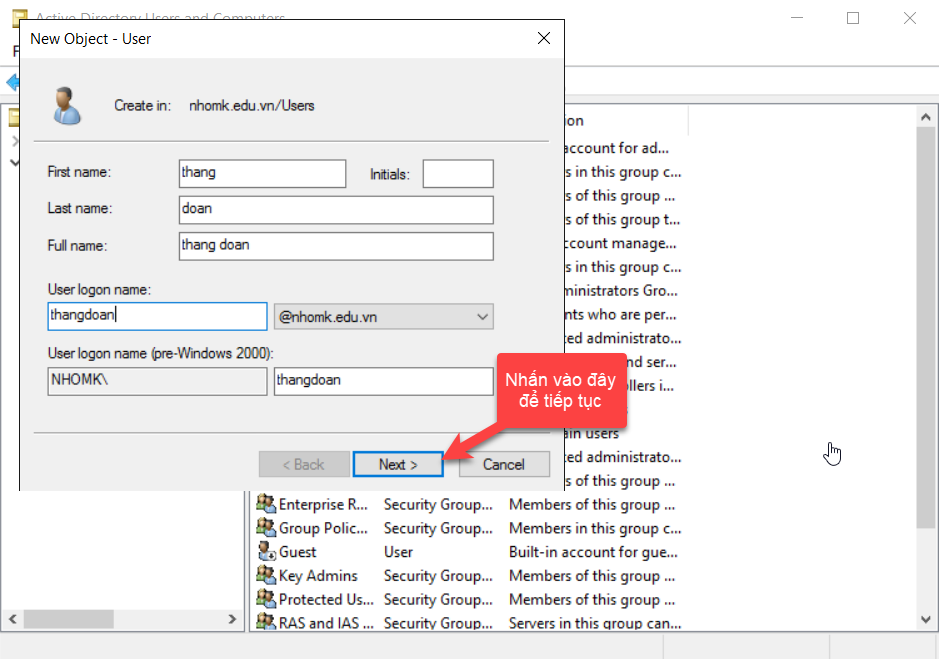 Active Directory Users and Computers
New Object - User
Create in: nhomk.edu.vn/Users
First name: thang Initials:
Last name: doan
Full name: thang doan
User logon name:
thangdoan @nhomk.edu.vn
User logon name (pre-Windows 2000):
NHOMK\ thangdoan
Nhấn vào đây
để tiếp tục
< Back Next > Cancel
ion
account for ad...
s in this group c...
s of this group ...
s of this group t...
ccount manage...
s in this group c...
ministrators Gro...
nts who are per...
ted administrato...
nd ser...
llers i...
ain users
ted administrato...
s of this group ...
Enterprise R... Security Group... Members of this group ...
Group Polic... Security Group... Members in this group c...
Guest User Built-in account for gue...
Key Admins Security Group... Members of this group ...
Protected Us... Security Group... Members of this group ...
RAS and IAS ... Security Group... Servers in this group can...